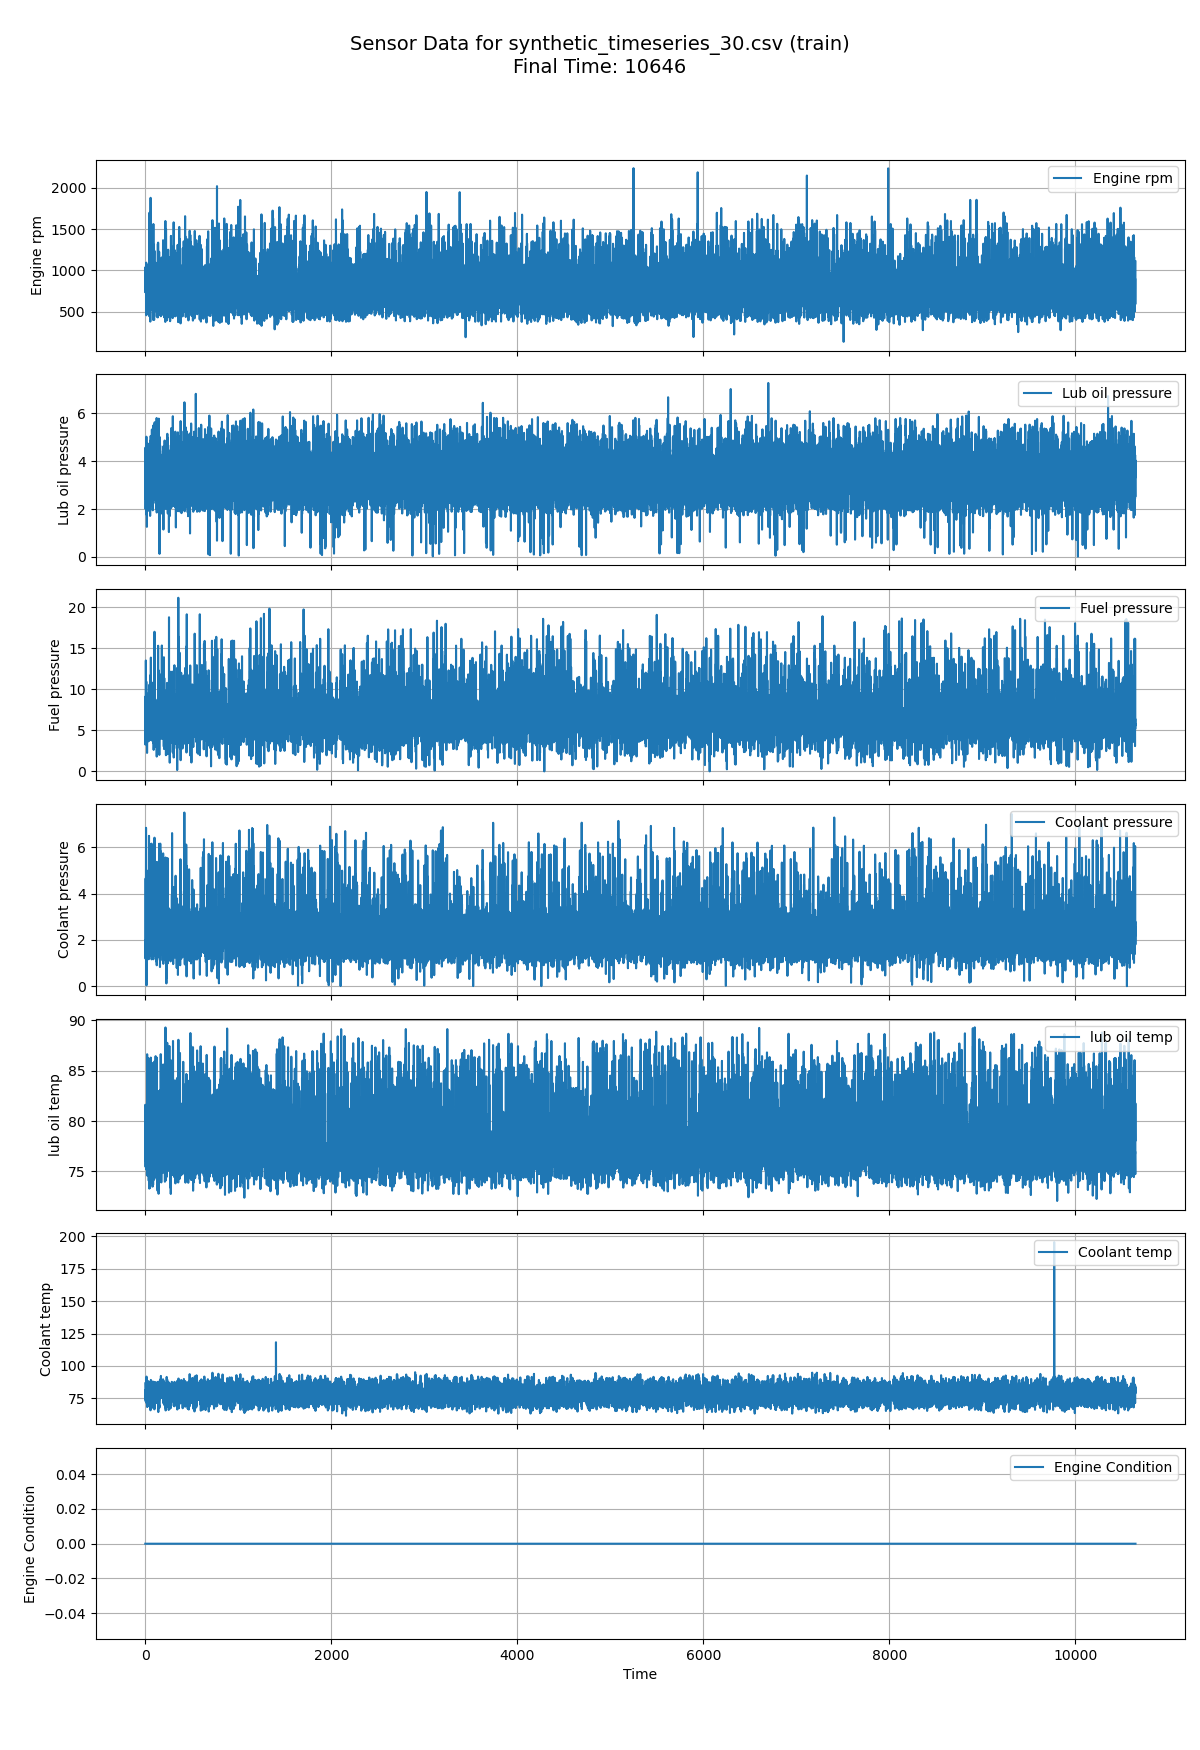 Sensor Data for synthetic_timeseries_30.csv (train)
Final Time: 10646
Engine rpm
2000
1500
1000
500
Engine rpm
Lub oil pressure
6
4
2
0
Lub oil pressure
Fuel pressure
20
15
10
5
0
Fuel pressure
Coolant pressure
6
4
2
0
Coolant pressure
lub oil temp
90
85
80
75
lub oil temp
Coolant temp
200
175
150
125
100
75
Coolant temp
Engine Condition
0.04
0.02
0.00
−0.02
−0.04
Engine Condition
0 2000 4000 6000 8000 10000
Time